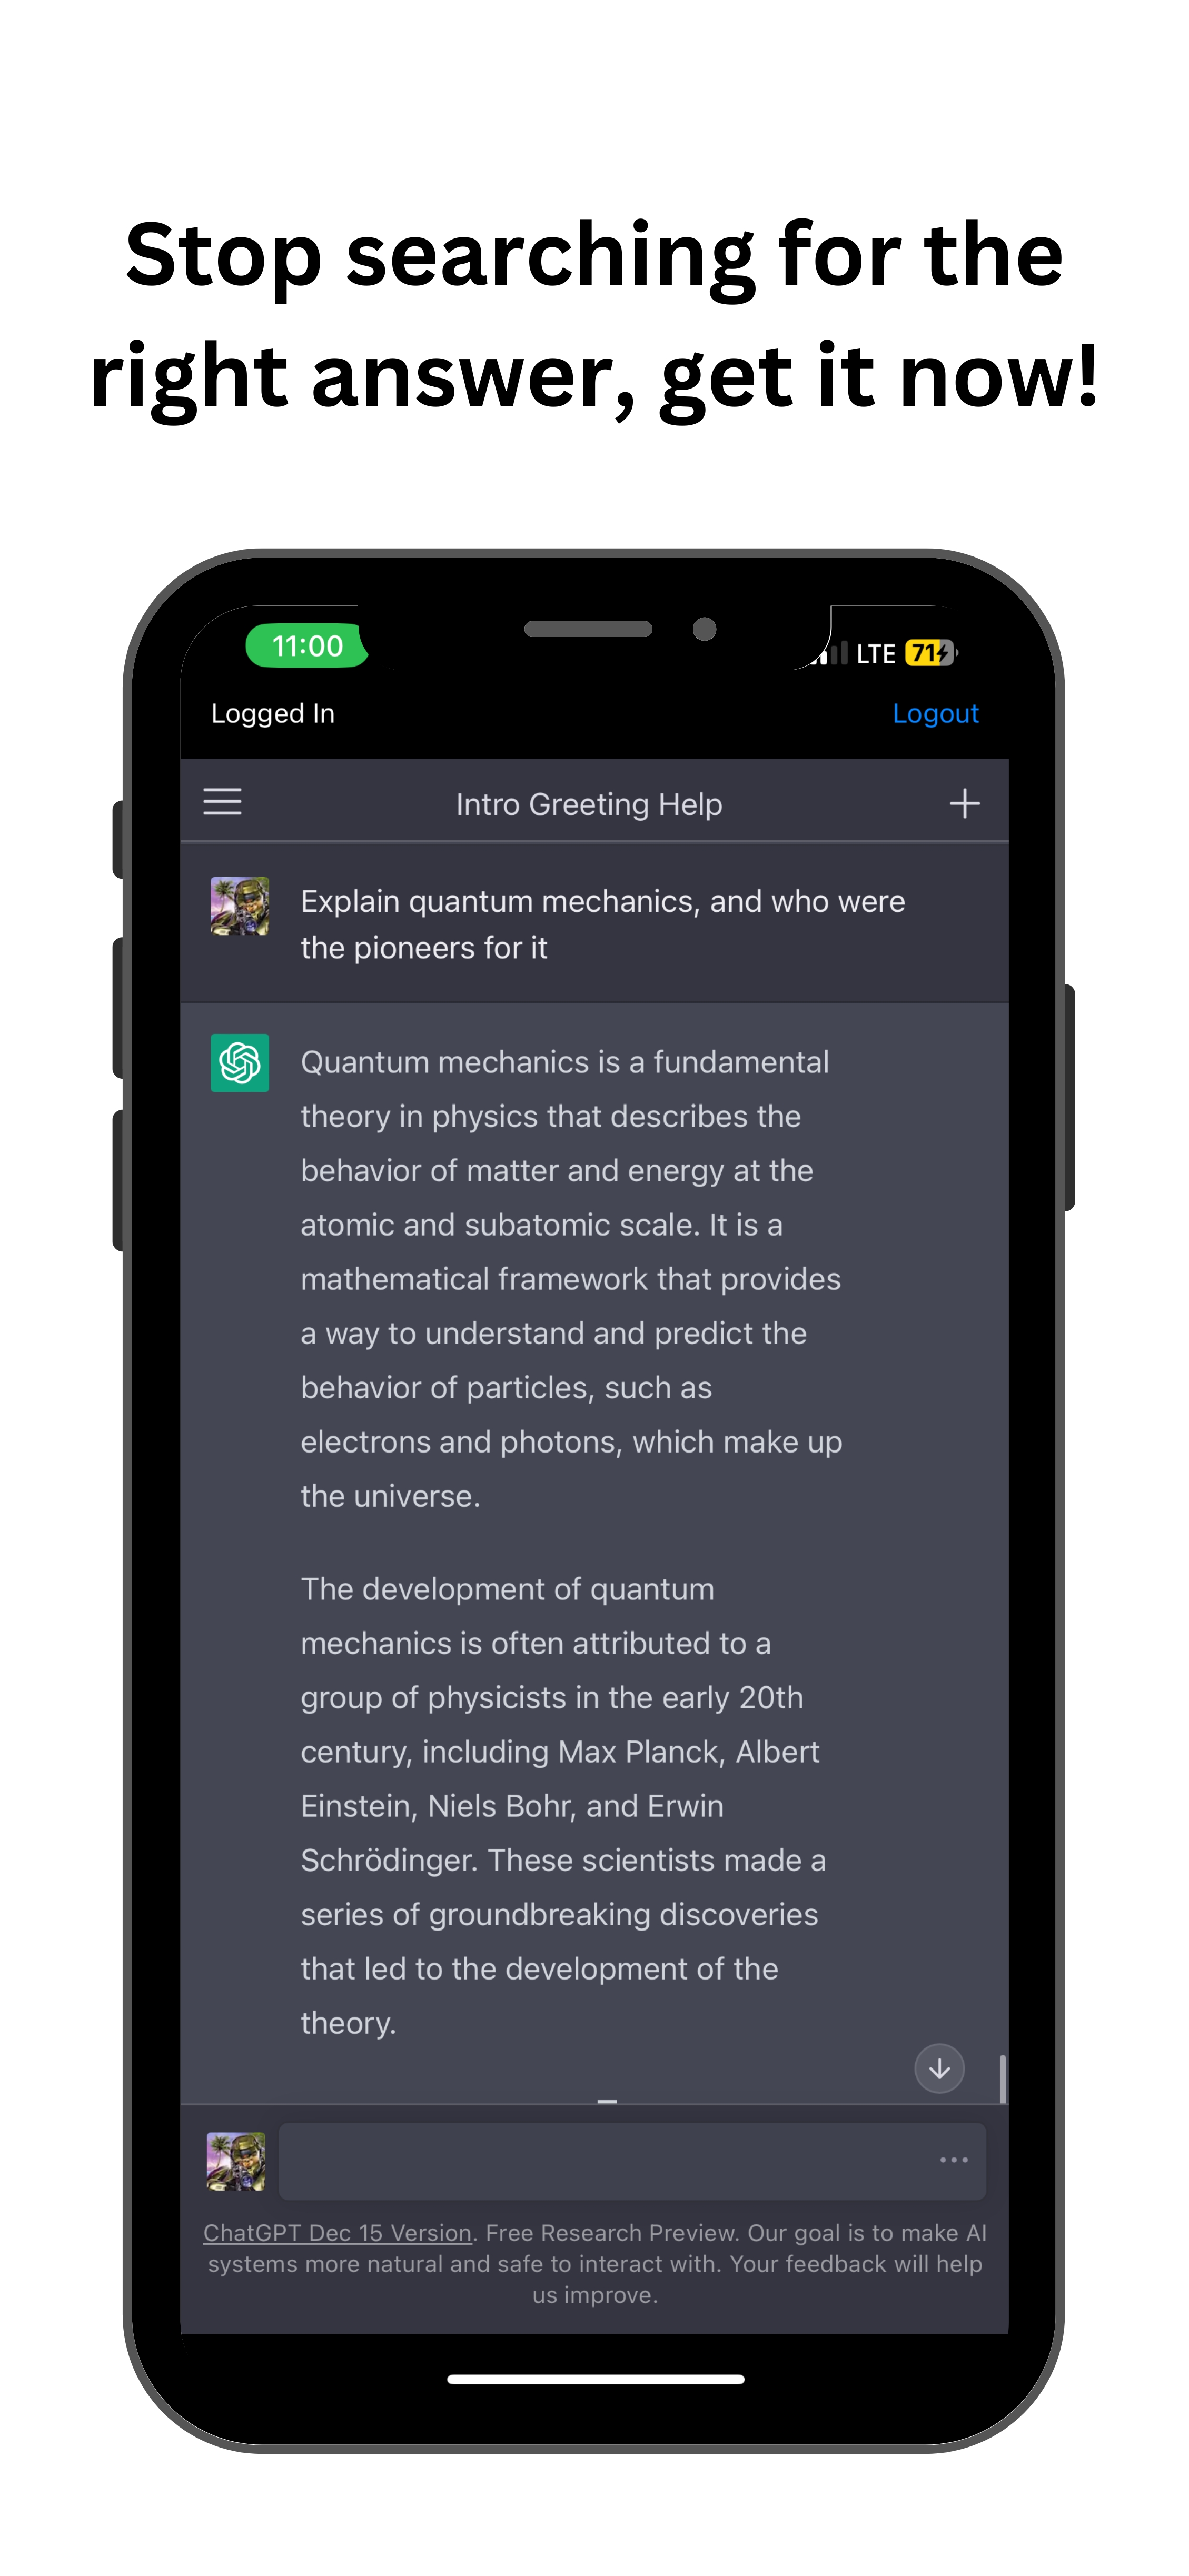 Stop searching for the
right answer, get it now!
11:00
LTE 71
Logged In
Logout
Intro Greeting Help
Explain quantum mechanics, and who were
the pioneers for it
Quantum mechanics is a fundamental
theory in physics that describes the
behavior of matter and energy at the
atomic and subatomic scale. It is a
mathematical framework that provides
a way to understand and predict the
behavior of particles, such as
electrons and photons, which make up
the universe.
The development of quantum
mechanics is often attributed to a
group of physicists in the early 20th
century, including Max Planck, Albert
Einstein, Niels Bohr, and Erwin
Schrödinger. These scientists made a
series of groundbreaking discoveries
that led to the development of the
theory.
ChatGPT Dec 15 Version. Free Research Preview. Our goal is to make AI
systems more natural and safe to interact with. Your feedback will help
us improve.